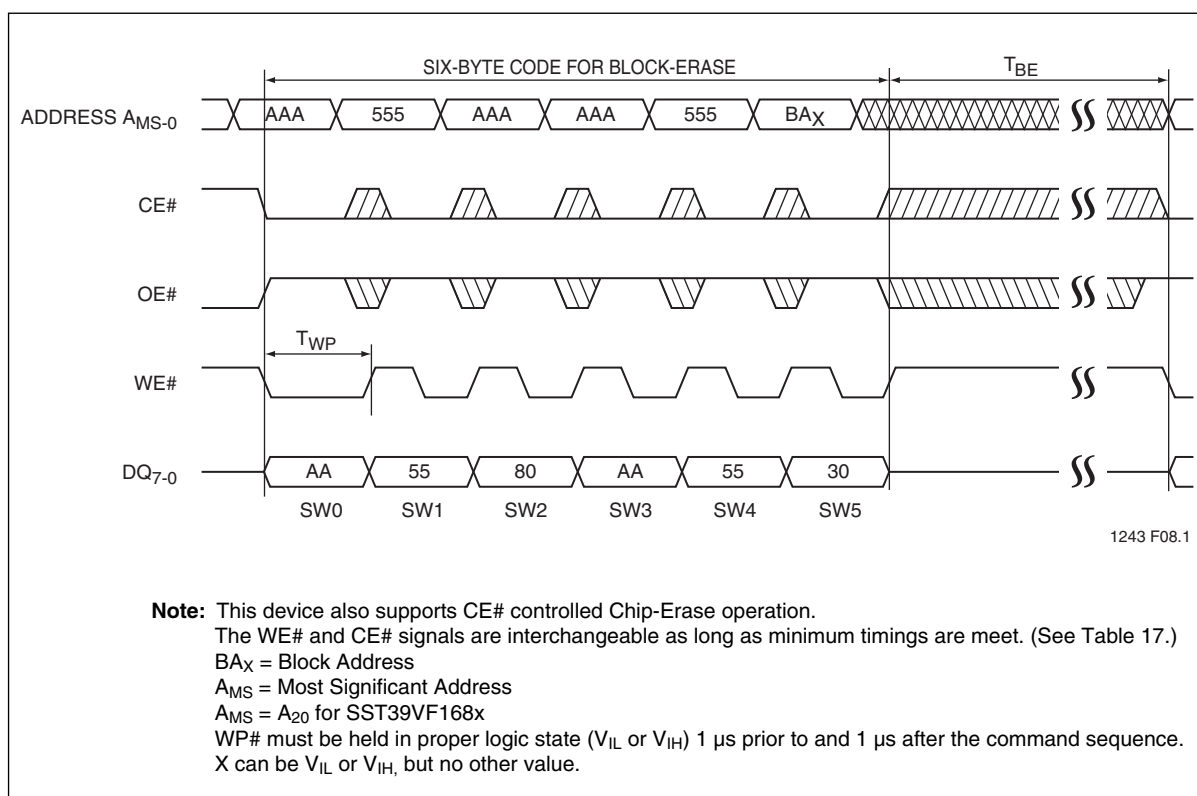 SIX-BYTE CODE FOR BLOCK-ERASE TBE
ADDRESS AMS-0 AAA 555 AAA AAA 555 BAX
CE#
OE#
TWP
WE#
DQ7-0 AA 55 80 AA 55 30
SW0 SW1 SW2 SW3 SW4 SW5
1243 F08.1
Note: This device also supports CE# controlled Chip-Erase operation.
The WE# and CE# signals are interchangeable as long as minimum timings are meet. (See Table 17.)
BAX = Block Address
AMS = Most Significant Address
AMS = A20 for SST39VF168x
WP# must be held in proper logic state (VIL or VIH) 1 µs prior to and 1 µs after the command sequence.
X can be VIL or VIH, but no other value.